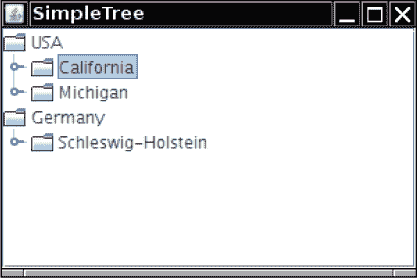 SimpleTree
USA
California
Michigan
Germany
Schleswig-Holstein